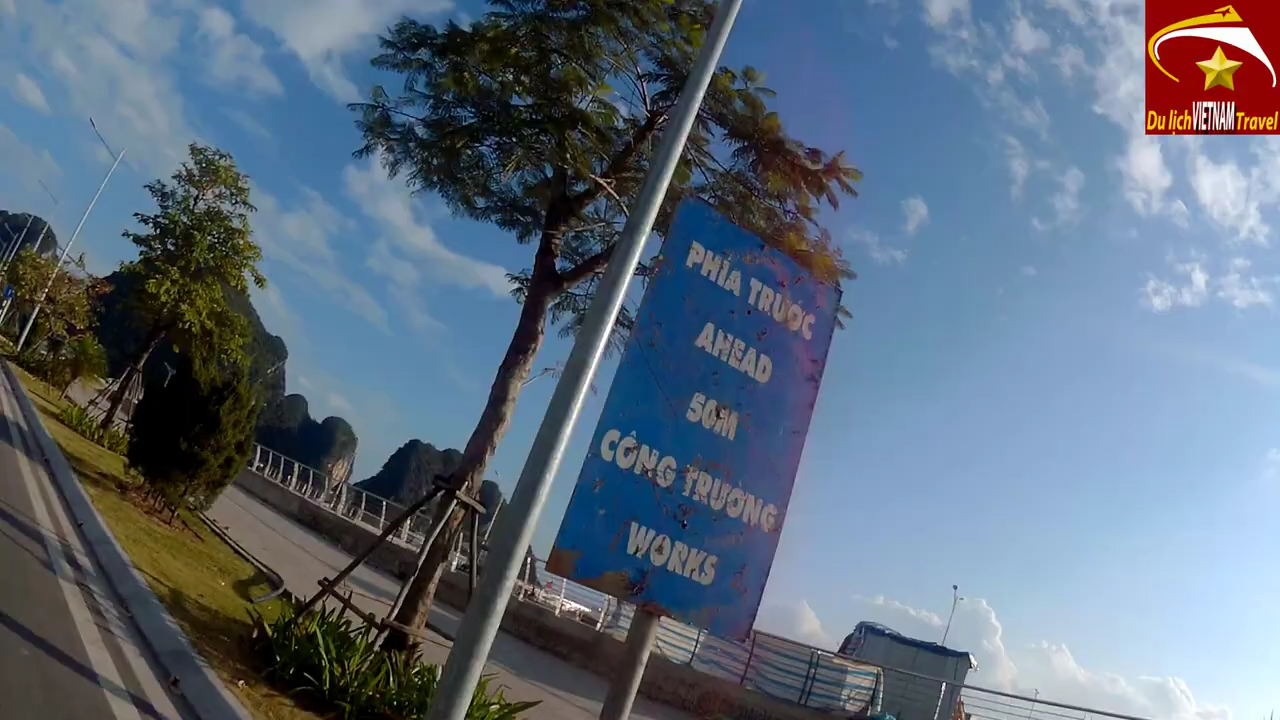 PHÍA TRƯỚC
AHEAD
50M
CÔNG TRƯỜNG
WORKS
Du lịch VIETNAM Travel